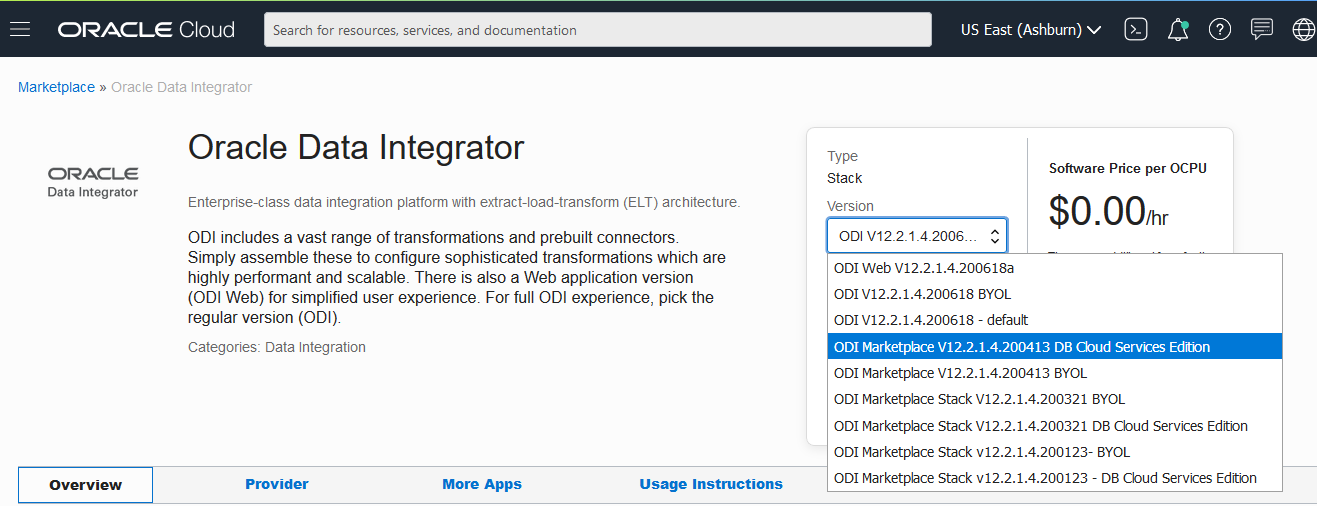 ORACLE Cloud
Search for resources, services, and documentation
US East (Ashburn)
Marketplace » Oracle Data Integrator
ORACLE
Data Integrator
Oracle Data Integrator
Enterprise-class data integration platform with extract-load-transform (ELT) architecture.
ODI includes a vast range of transformations and prebuilt connectors.
Simply assemble these to configure sophisticated transformations which are
highly performant and scalable. There is also a Web application version
(ODI Web) for simplified user experience. For full ODI experience, pick the
regular version (ODI).
Categories: Data Integration
Type
Stack
Version
ODI V12.2.1.4.2006...
ODI Web V12.2.1.4.200618a
ODI V12.2.1.4.200618 BYOL
ODI V12.2.1.4.200618 - default
ODI Marketplace V12.2.1.4.200413 DB Cloud Services Edition
ODI Marketplace V12.2.1.4.200413 BYOL
ODI Marketplace Stack V12.2.1.4.200321 BYOL
ODI Marketplace Stack V12.2.1.4.200321 DB Cloud Services Edition
ODI Marketplace Stack v12.2.1.4.200123- BYOL
ODI Marketplace Stack v12.2.1.4.200123 - DB Cloud Services Edition
Software Price per OCPU
$0.00/hr
Overview
Provider
More Apps
Usage Instructions